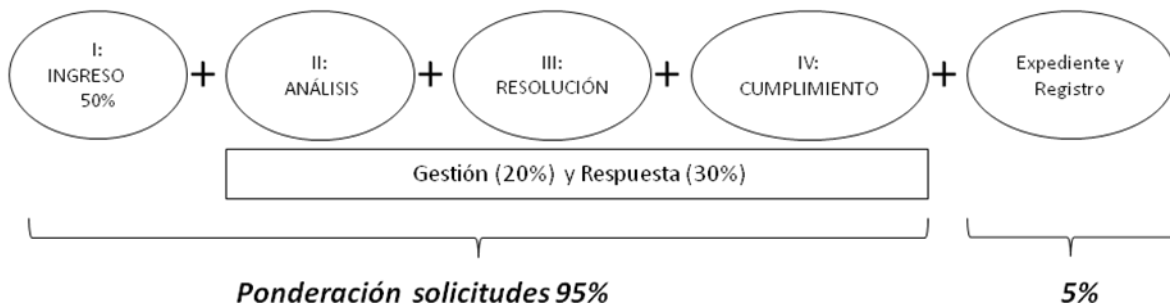 I:
INGRESO
50%
+
II:
ANÁLISIS
+
III:
RESOLUCIÓN
+
IV:
CUMPLIMIENTO
+
Expediente y
Registro
Gestión (20%) y Respuesta (30%)
Ponderación solicitudes 95%
5%